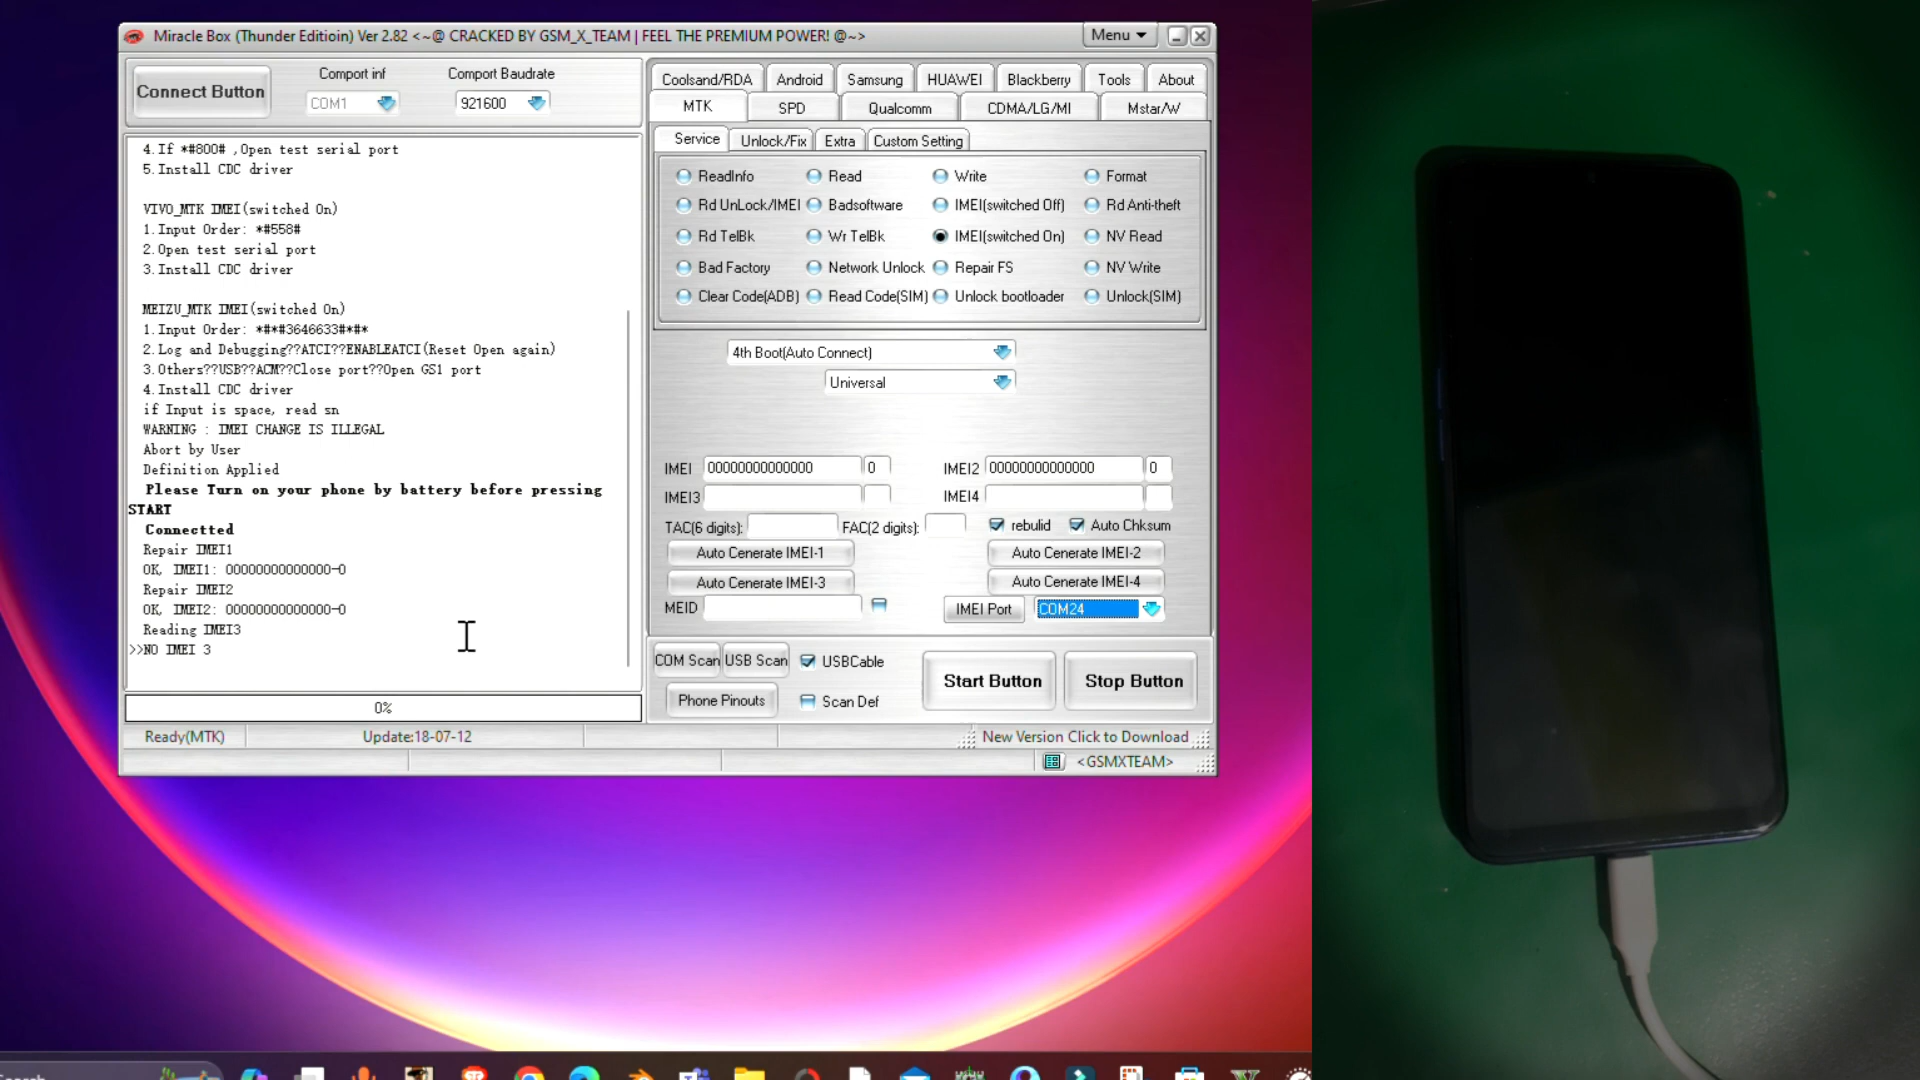 Miracle Box (Thunder Editioin) Ver 2.82 <~@ CRACKED BY GSM_X_TEAM | FEEL THE PREMIUM POWER! @~>
Menu
Connect Button
Comport inf
Comport Baudrate
COM1
921600
4.If *#800# ,Open test serial port
5.Install CDC driver
VIVO_MTK IMEI(switched On)
1.Input Order: *#558#
2.Open test serial port
3.Install CDC driver
MEIZU_MTK IMEI(switched On)
1.Input Order: *#*#3646633#*#*
2.Log and Debugging??ATCI??ENABLEATCI(Reset Open again)
3.Others??USB??ACM??Close port??Open GS1 port
4.Install CDC driver
if Input is space, read sn
WARNING : IMEI CHANGE IS ILLEGAL
Abort by User
Definition Applied
Please Turn on your phone by battery before pressing
START
Connectted
Repair IMEI1
OK, IMEI1: 00000000000000-0
Repair IMEI2
OK, IMEI2: 00000000000000-0
Reading IMEI3
>>NO IMEI 3
0%
Ready(MTK)
Update:18-07-12
Coolsand/RDA Android Samsung HUAWEI Blackberry Tools About
MTK SPD Qualcomm CDMA/LG/MI Mstar/W
Service Unlock/Fix Extra Custom Setting
ReadInfo Read Write Format
Rd UnLock/IMEI Badsoftware IMEI(switched Off) Rd Anti-theft
Rd TelBk Wr TelBk IMEI(switched On) NV Read
Bad Factory Network Unlock Repair FS NV Write
Clear Code(ADB) Read Code(SIM) Unlock bootloader Unlock(SIM)
4th Boot(Auto Connect)
Universal
IMEI 00000000000000 0 IMEI2 00000000000000 0
IMEI3 IMEI4
TAC(6 digits): FAC(2 digits): rebulid Auto Chksum
Auto Cenerate IMEI-1 Auto Cenerate IMEI-2
Auto Cenerate IMEI-3 Auto Cenerate IMEI-4
MEID IMEI Port COM24
COM Scan USB Scan USBCable
Phone Pinouts Scan Def
Start Button Stop Button
New Version Click to Download
<GSMXTEAM>